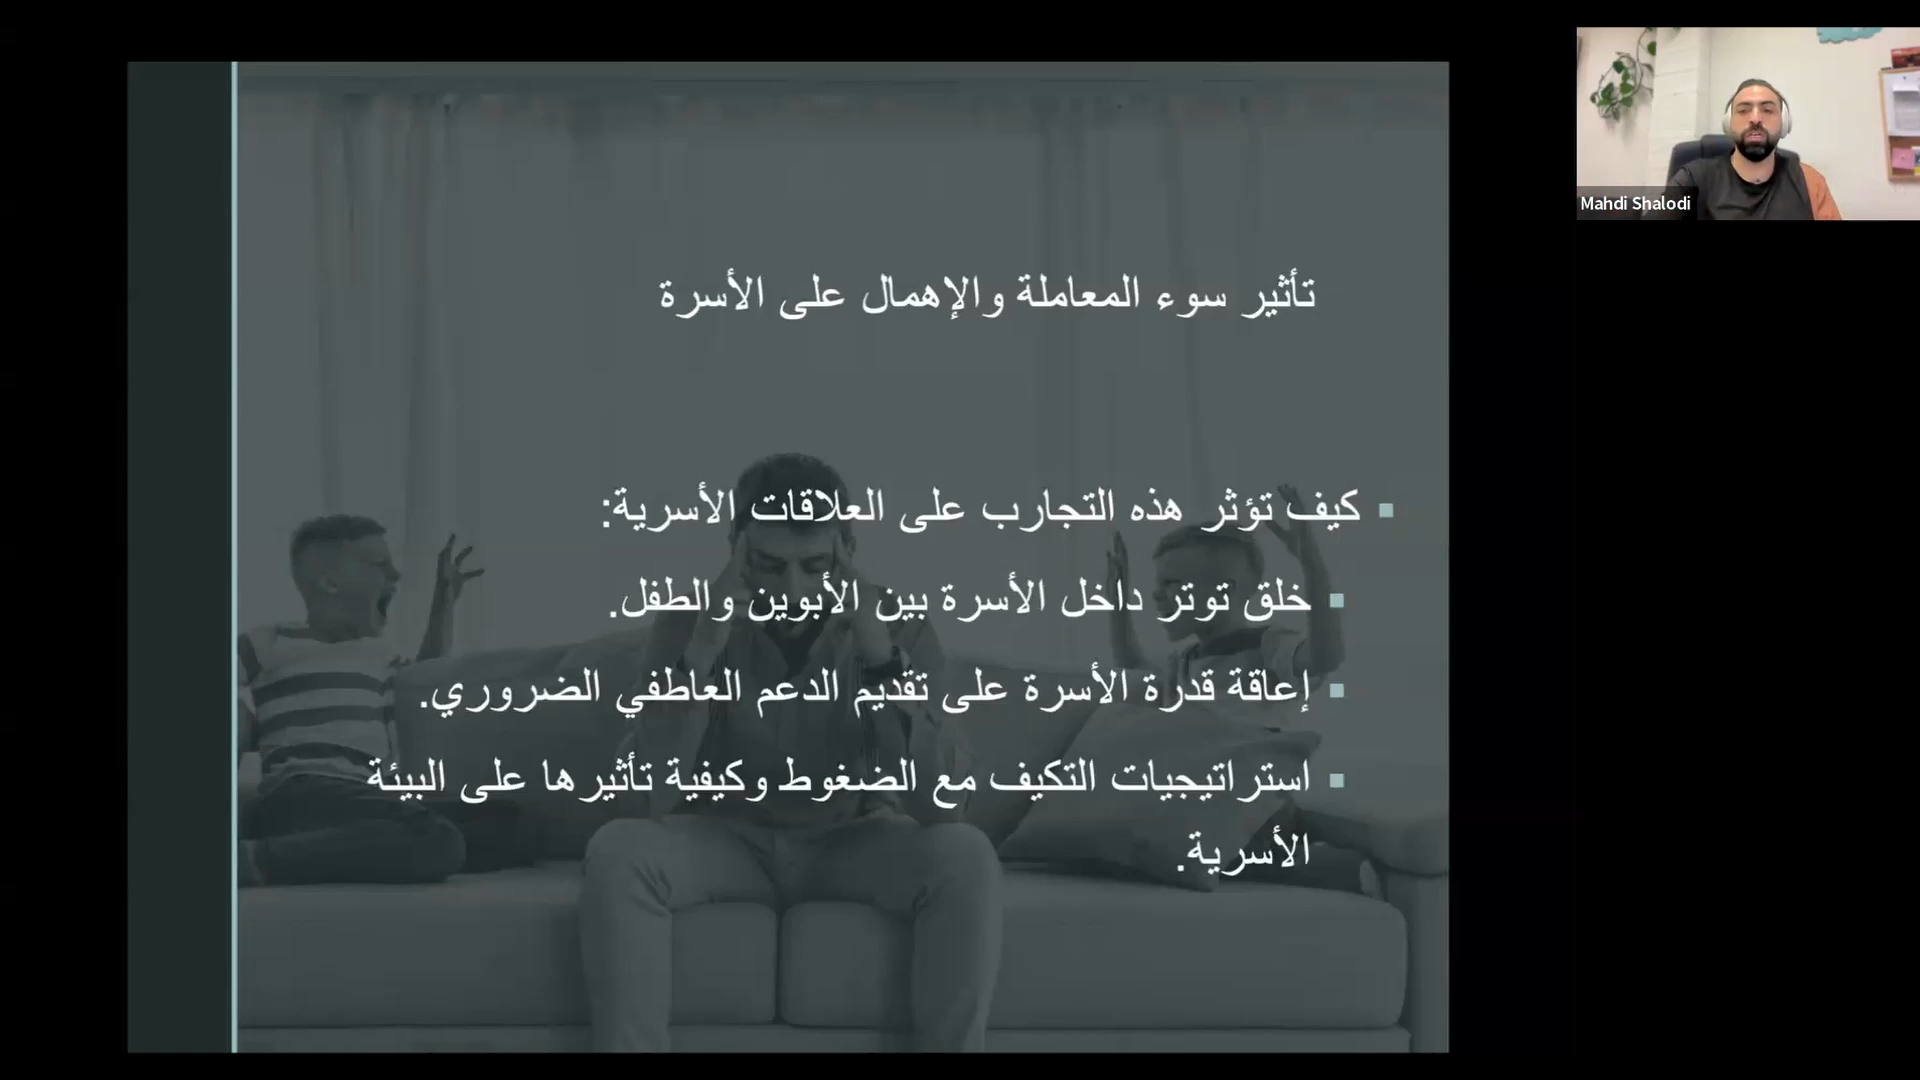 تأثير سوء المعاملة والإهمال على الأسرة
كيف تؤثر هذه التجارب على العلاقات الأسرية:
خلق توتر داخل الأسرة بين الأبوين والطفل.
إعاقة قدرة الأسرة على تقديم الدعم العاطفي الضروري.
استراتيجيات التكيف مع الضغوط وكيفية تأثيرها على البيئة
الأسرية.
Mahdi Shalodi